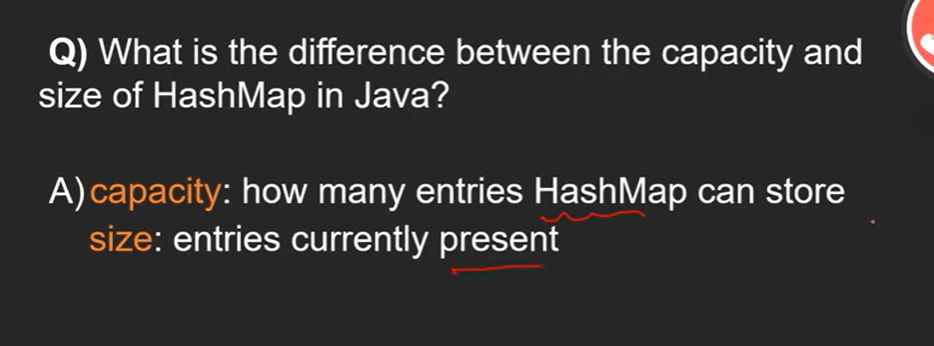 Q) What is the difference between the capacity and
size of HashMap in Java?
A) capacity: how many entries HashMap can store
size: entries currently present